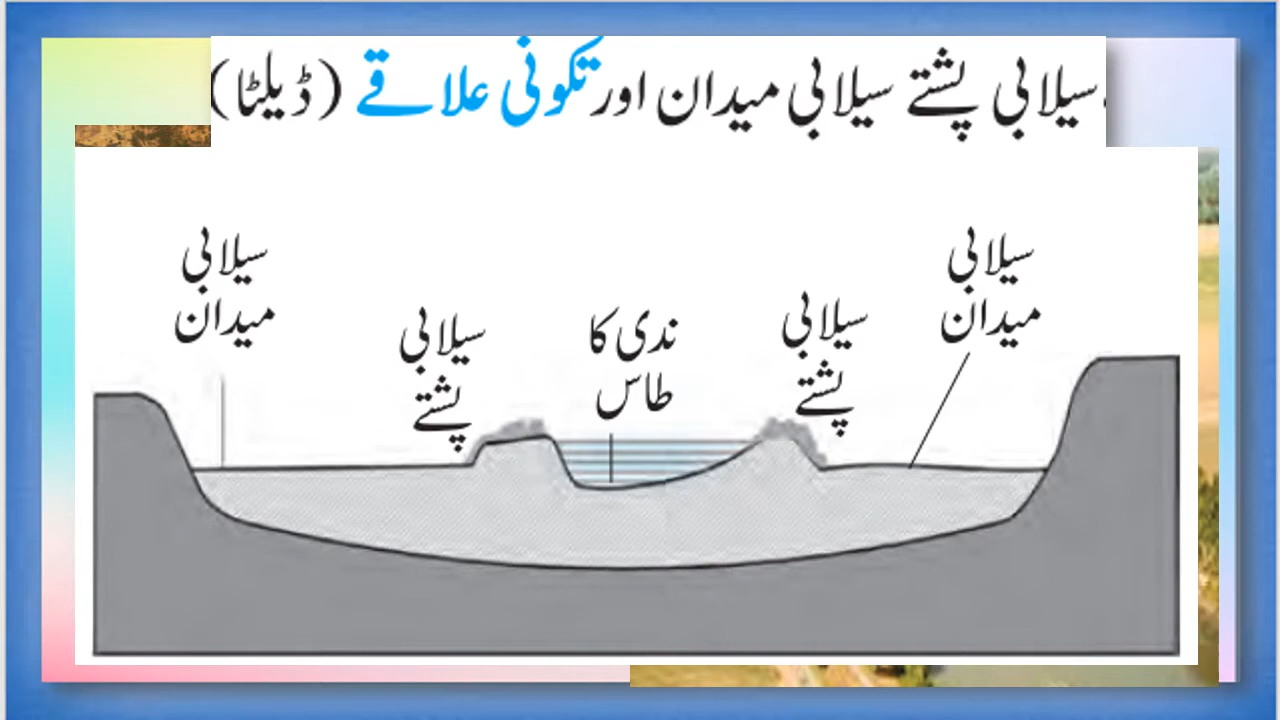 سیلابی پشتے سیلابی میدان اور تکونی علاقے (ڈیلٹا)
سیلابی
میدان
سیلابی
پشتے
ندی کا
طاس
سیلابی
پشتے
سیلابی
میدان